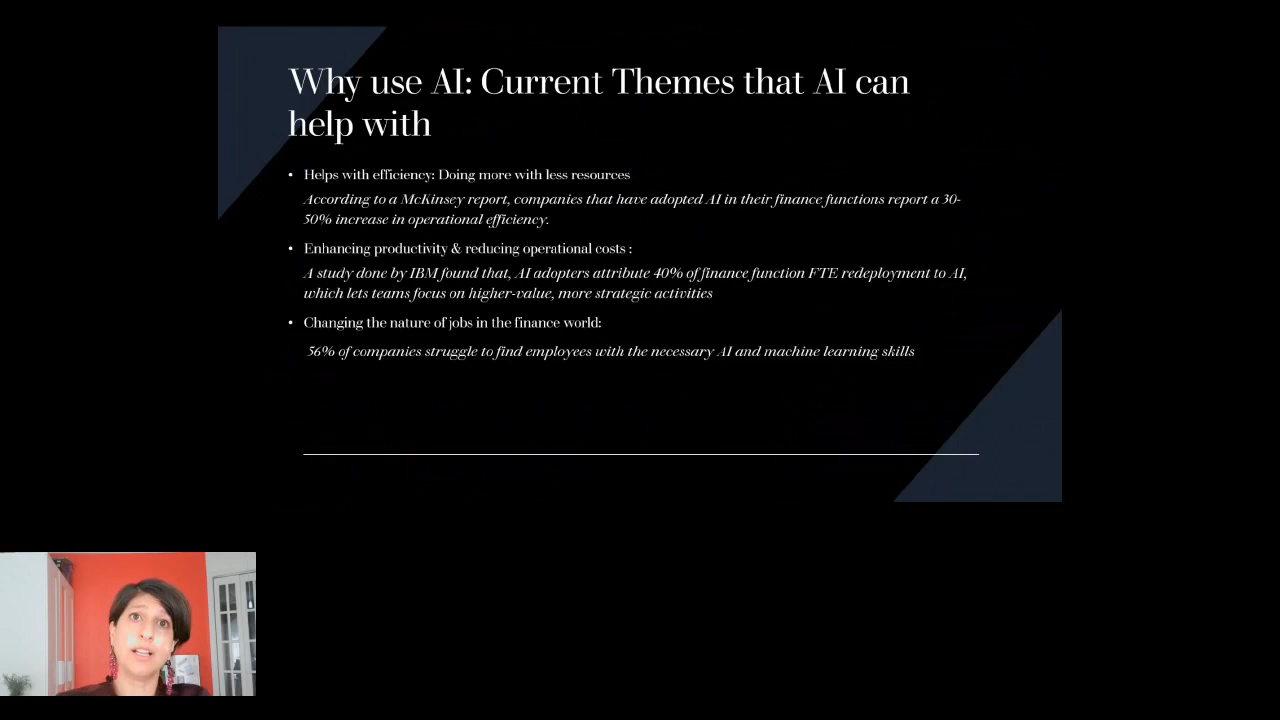 Why use AI: Current Themes that AI can
help with
• Helps with efficiency: Doing more with less resources
According to a McKinsey report, companies that have adopted AI in their finance functions report a 30-
50% increase in operational efficiency.
• Enhancing productivity & reducing operational costs :
A study done by IBM found that, AI adopters attribute 40% of finance function FTE redeployment to AI,
which lets teams focus on higher-value, more strategic activities
• Changing the nature of jobs in the finance world:
56% of companies struggle to find employees with the necessary AI and machine learning skills